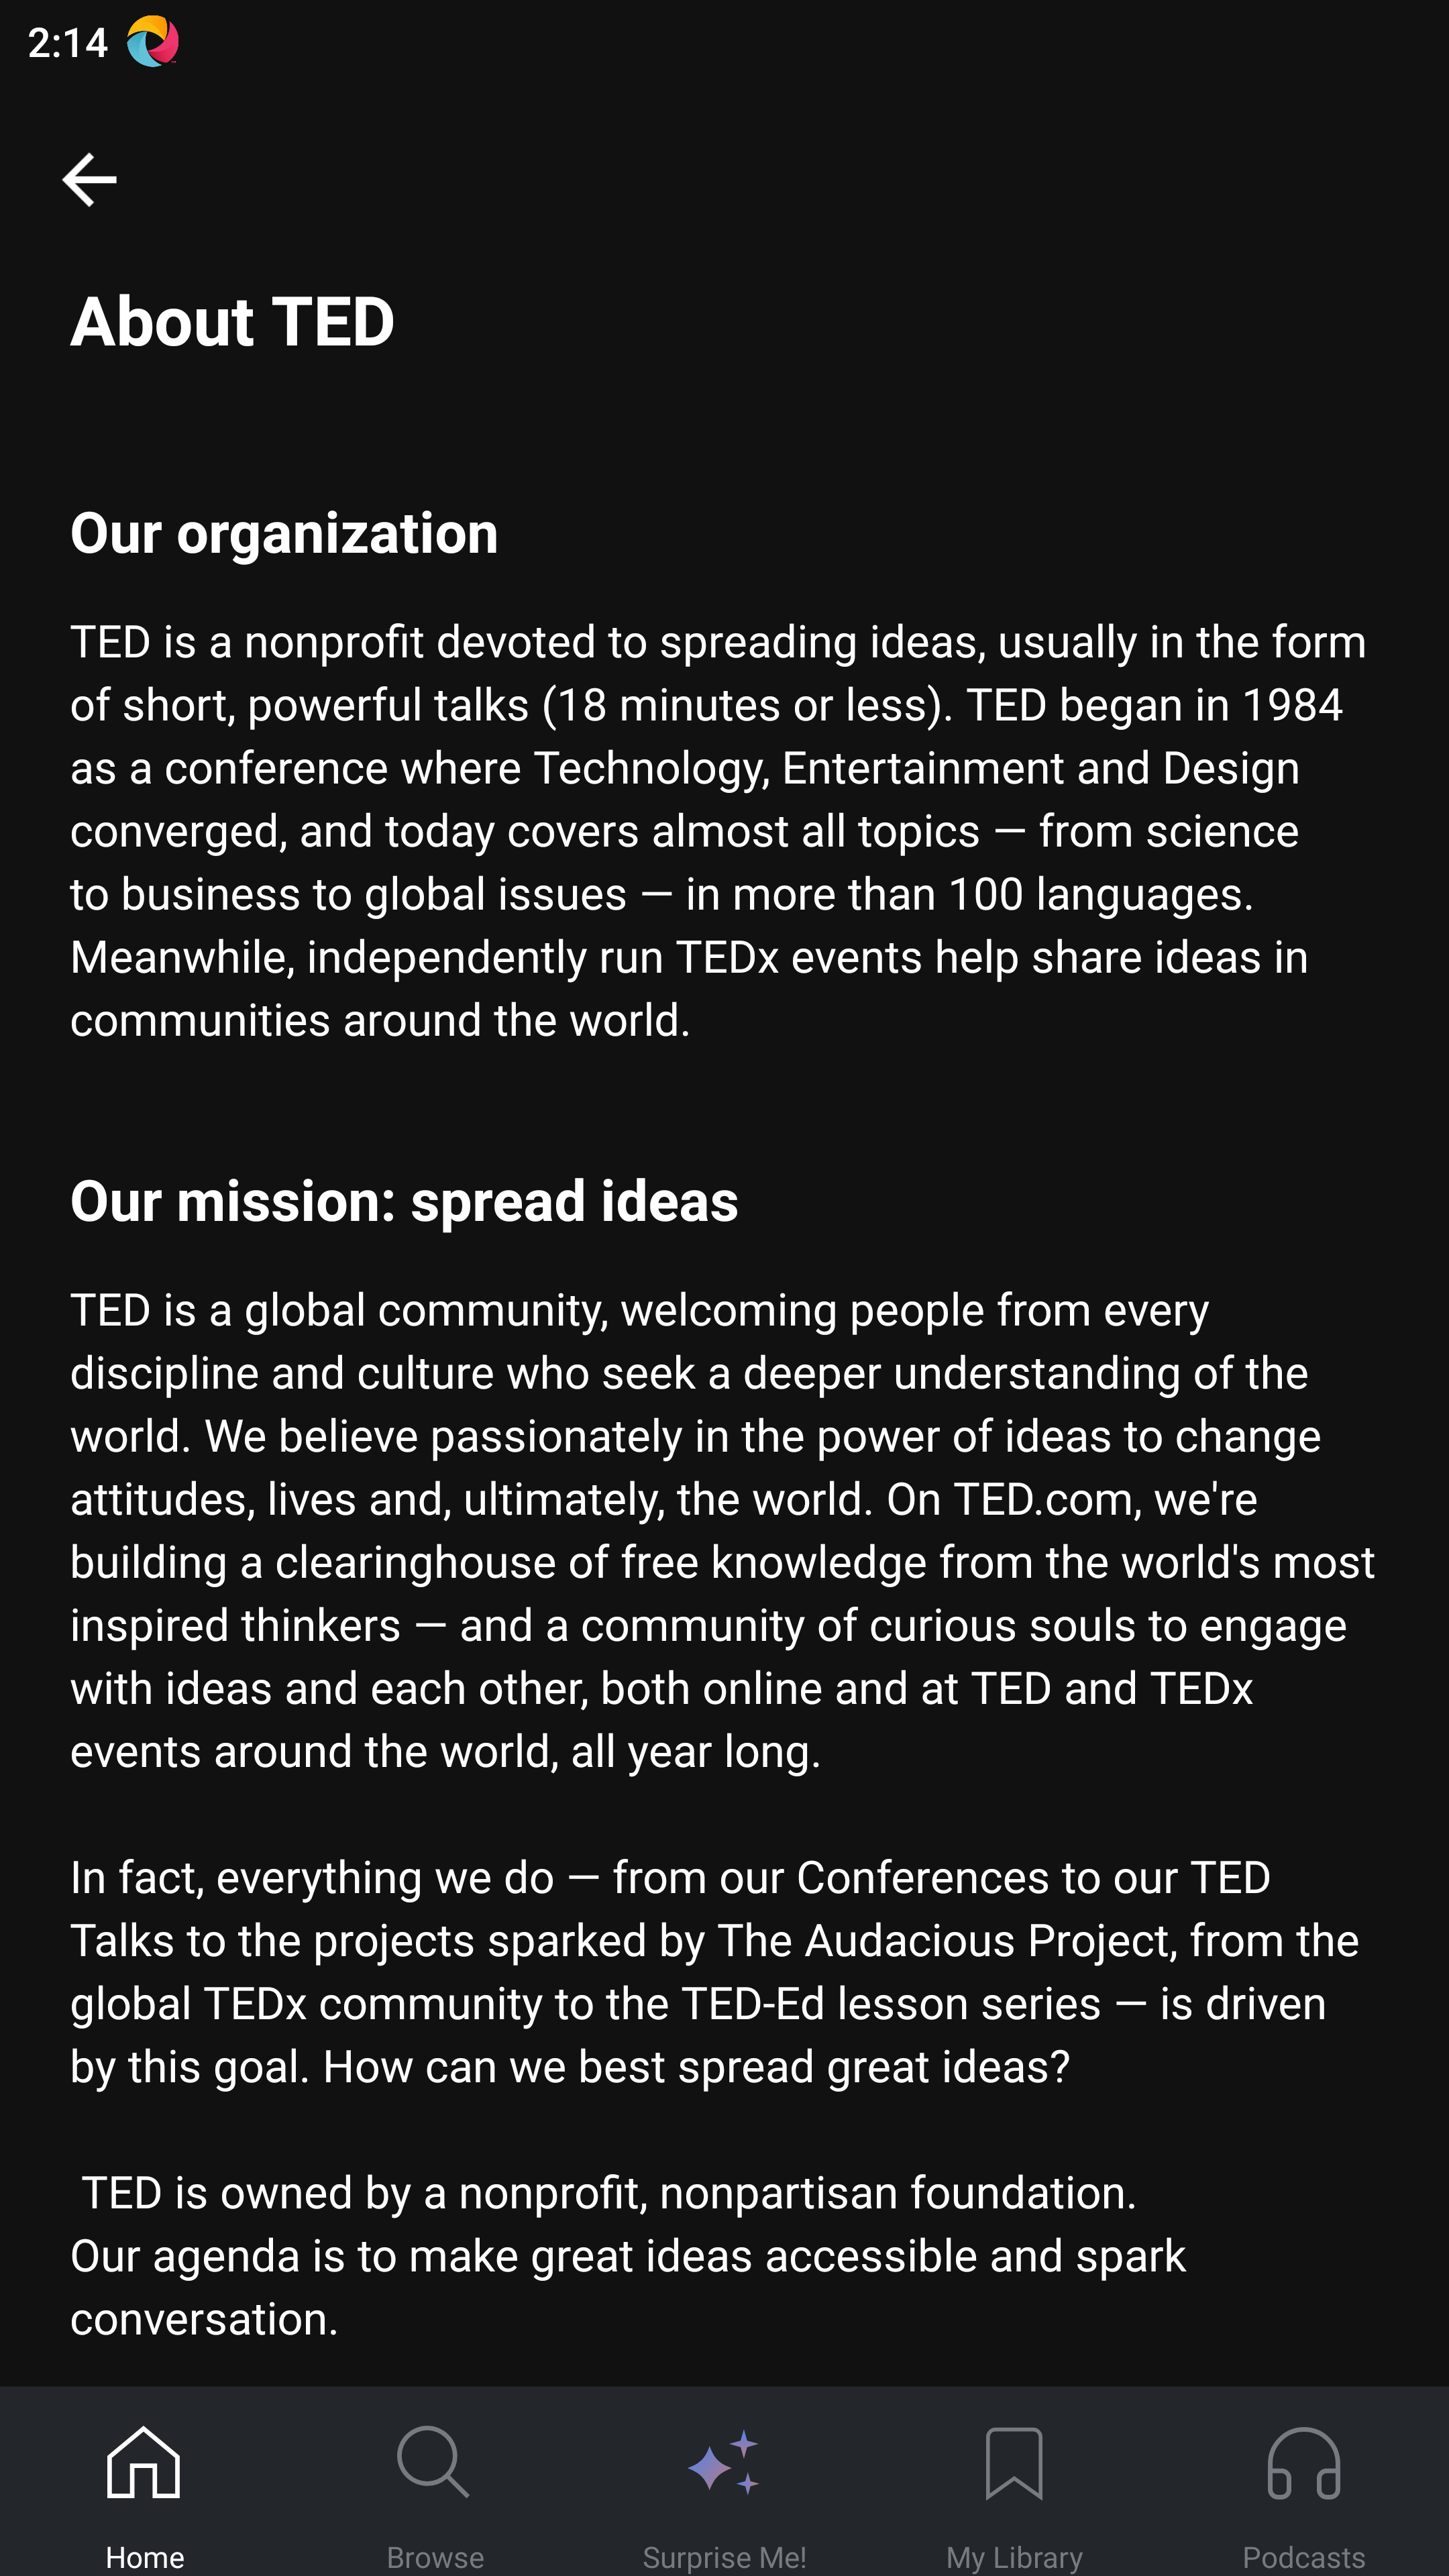 2:14
About TED
Our organization
TED is a nonprofit devoted to spreading ideas, usually in the form
of short, powerful talks (18 minutes or less). TED began in 1984
as a conference where Technology, Entertainment and Design
converged, and today covers almost all topics — from science
to business to global issues — in more than 100 languages.
Meanwhile, independently run TEDx events help share ideas in
communities around the world.
Our mission: spread ideas
TED is a global community, welcoming people from every
discipline and culture who seek a deeper understanding of the
world. We believe passionately in the power of ideas to change
attitudes, lives and, ultimately, the world. On TED.com, we're
building a clearinghouse of free knowledge from the world's most
inspired thinkers — and a community of curious souls to engage
with ideas and each other, both online and at TED and TEDx
events around the world, all year long.
In fact, everything we do — from our Conferences to our TED
Talks to the projects sparked by The Audacious Project, from the
global TEDx community to the TED-Ed lesson series — is driven
by this goal. How can we best spread great ideas?
TED is owned by a nonprofit, nonpartisan foundation.
Our agenda is to make great ideas accessible and spark
conversation.
Home
Browse
Surprise Me!
My Library
Podcasts